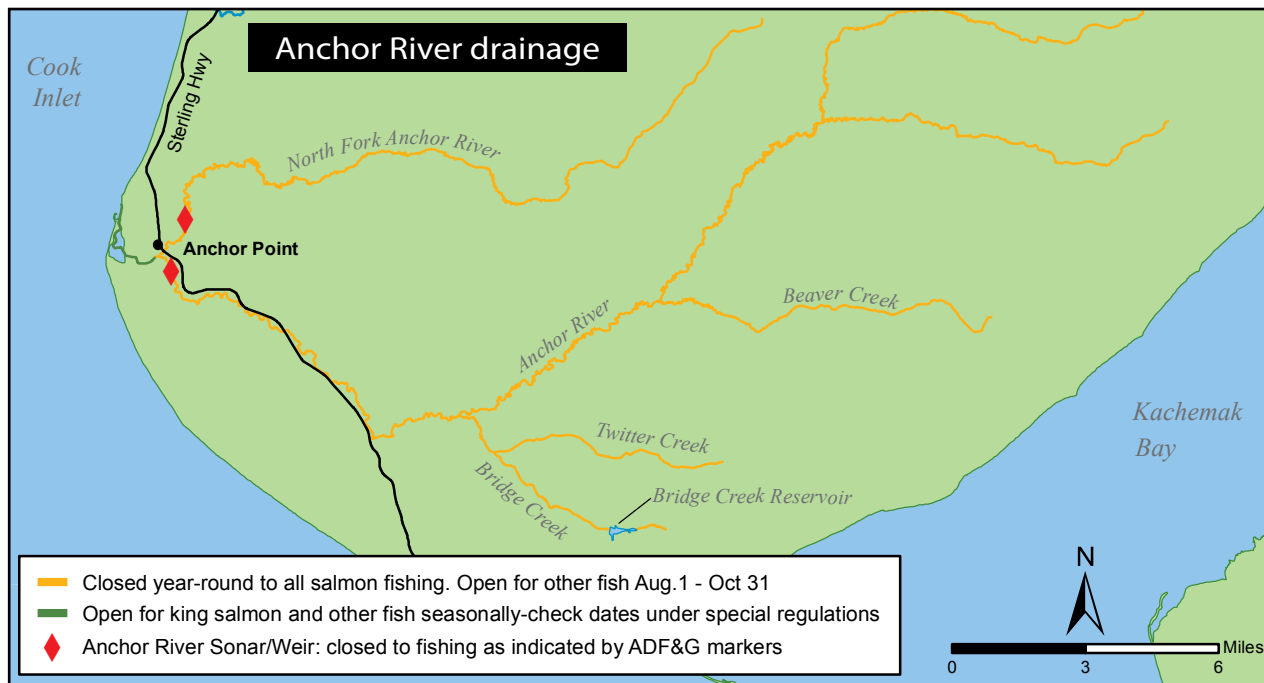 Anchor River drainage
Cook
Inlet
Sterling Hwy
North Fork Anchor River
Anchor Point
Beaver Creek
Anchor River
Kachemak
Bay
Twitter Creek
Bridge Creek
Bridge Creek Reservoir
Closed year-round to all salmon fishing. Open for other fish Aug.1 - Oct 31
Open for king salmon and other fish seasonally-check dates under special regulations
Anchor River Sonar/Weir: closed to fishing as indicated by ADF&G markers
N
Miles
0 3 6